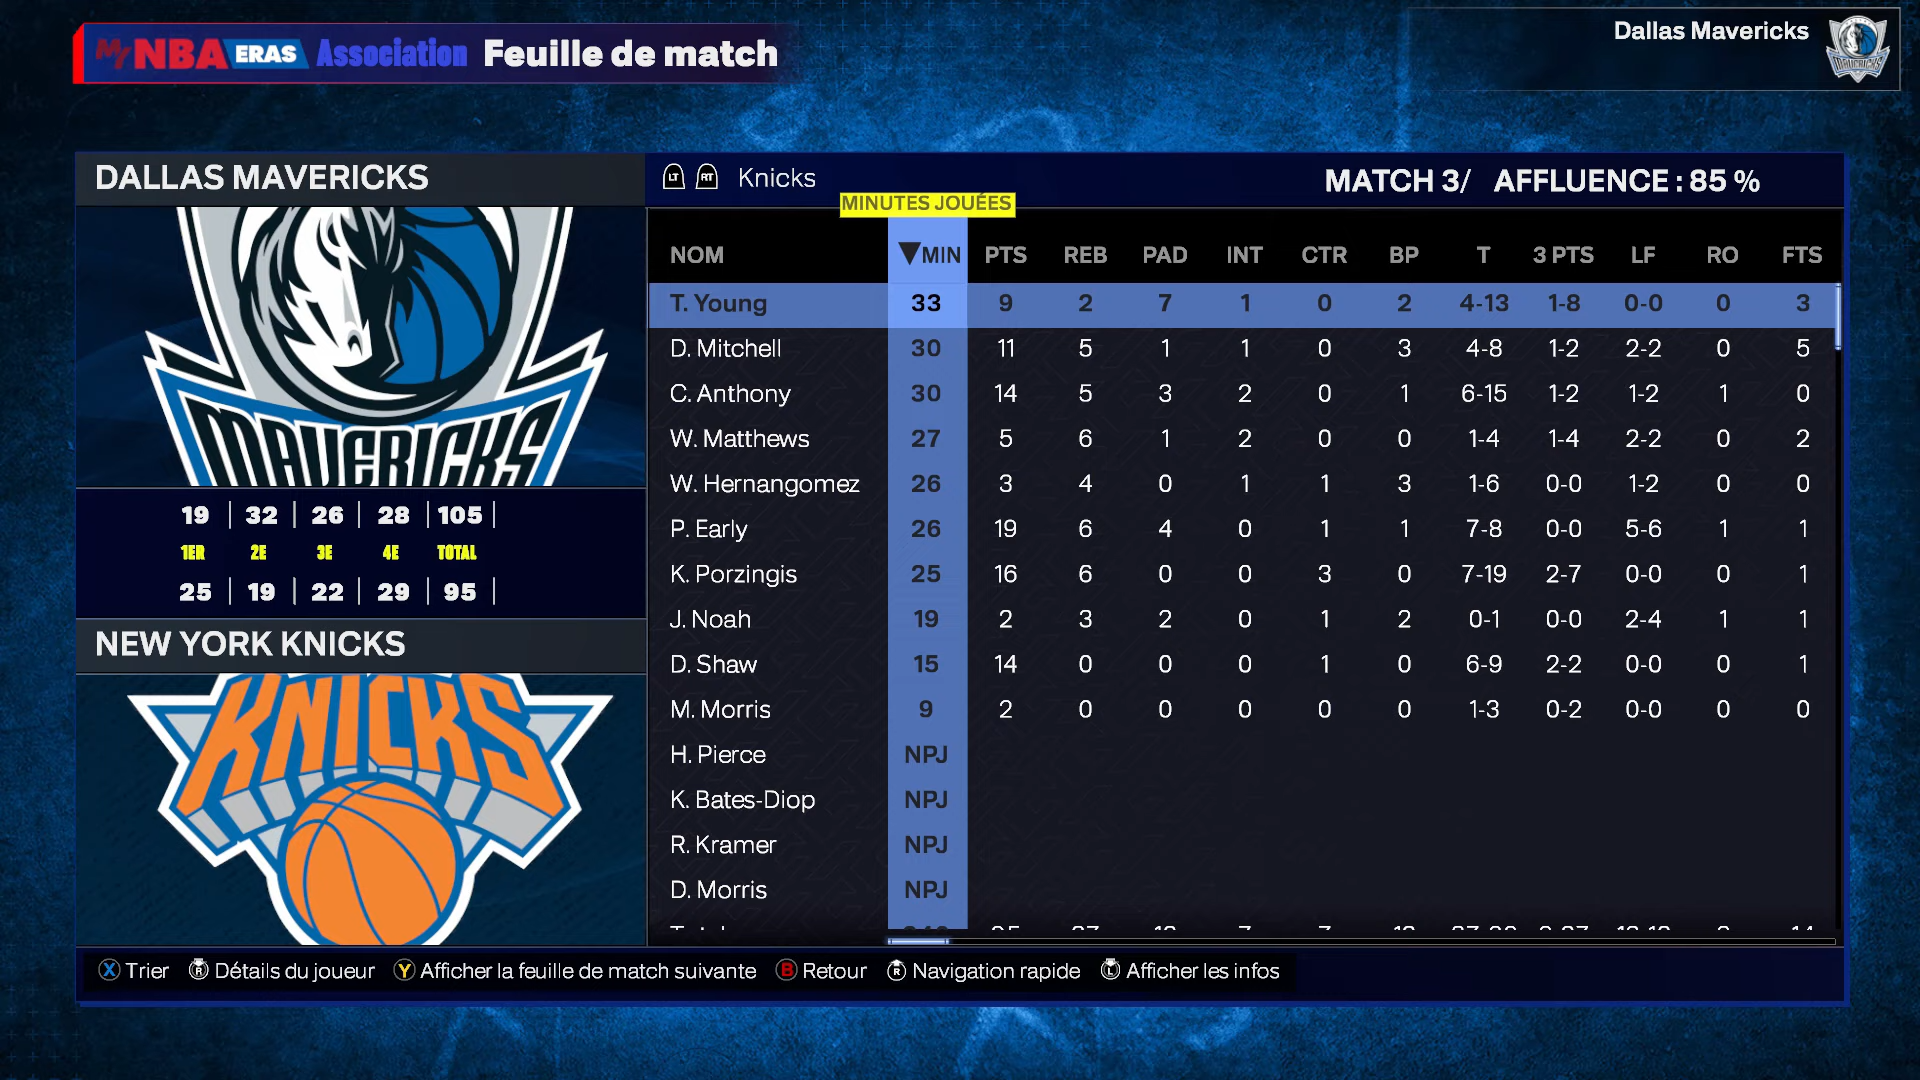 MyNBA ERAS Association Feuille de match
Dallas Mavericks
DALLAS MAVERICKS
MAVERICKS
19 | 32 | 26 | 28 | 105 |
1ER 2E 3E 4E TOTAL
25 | 19 | 22 | 29 | 95 |
NEW YORK KNICKS
KNICKS
LT RT Knicks
MATCH 3/ AFFLUENCE : 85 %
MINUTES JOUÉES
NOM ▼MIN PTS REB PAD INT CTR BP T 3 PTS LF RO FTS
T. Young 33 9 2 7 1 0 2 4-13 1-8 0-0 0 3
D. Mitchell 30 11 5 1 1 0 3 4-8 1-2 2-2 0 5
C. Anthony 30 14 5 3 2 0 1 6-15 1-2 1-2 1 0
W. Matthews 27 5 6 1 2 0 0 1-4 1-4 2-2 0 2
W. Hernangomez 26 3 4 0 1 1 3 1-6 0-0 1-2 0 0
P. Early 26 19 6 4 0 1 1 7-8 0-0 5-6 1 1
K. Porzingis 25 16 6 0 0 3 0 7-19 2-7 0-0 0 1
J. Noah 19 2 3 2 0 1 2 0-1 0-0 2-4 1 1
D. Shaw 15 14 0 0 0 1 0 6-9 2-2 0-0 0 1
M. Morris 9 2 0 0 0 0 0 1-3 0-2 0-0 0 0
H. Pierce NPJ
K. Bates-Diop NPJ
R. Kramer NPJ
D. Morris NPJ
X Trier R Détails du joueur Y Afficher la feuille de match suivante B Retour R Navigation rapide L Afficher les infos